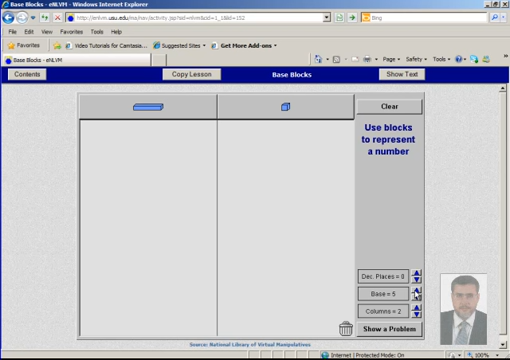 Base Blocks - eNLVM - Windows Internet Explorer
Bing
File Edit View Favorites Tools Help
Favorites Video Tutorials for Camtasia... Suggested Sites Get More Add-ons
Base Blocks - eNLVM Page Safety Tools
Contents Copy Lesson Base Blocks Show Text
Clear
Use blocks
to represent
a number
Dec. Places = 0
Base = 5
Columns = 2
Show a Problem
Source: National Library of Virtual Manipulatives
Internet | Protected Mode: On 100%